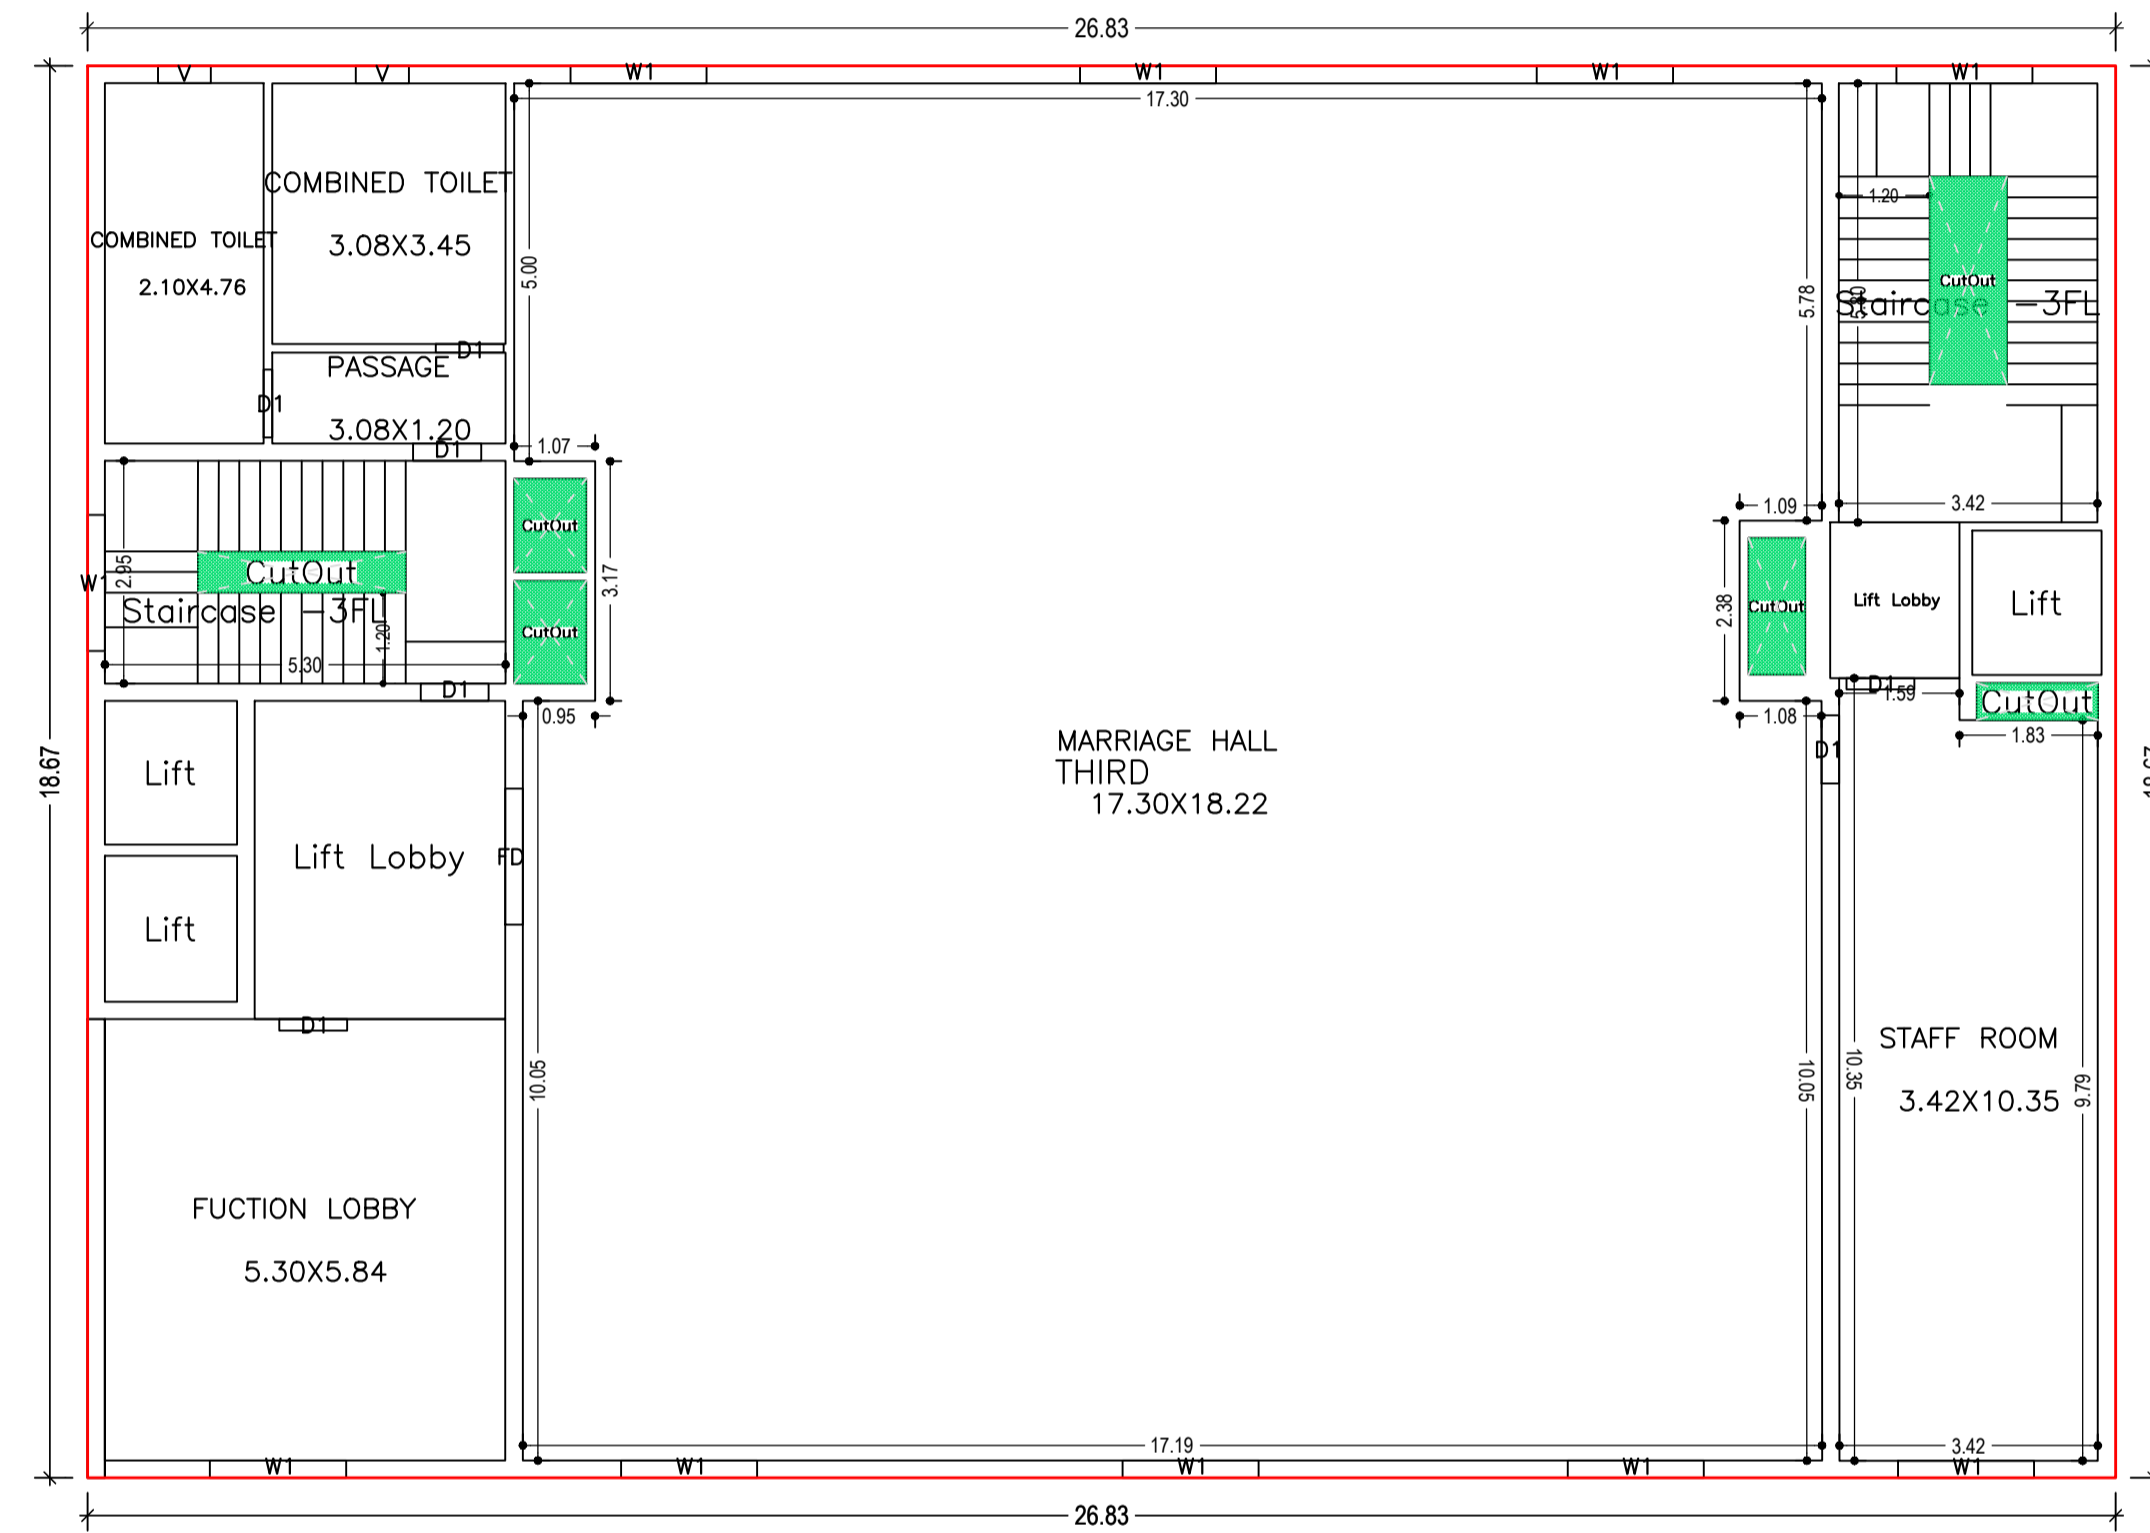 26.83
V
V
W1
W1
W1
W1
17.30
COMBINED TOILET
3.08X3.45
COMBINED TOILET
2.10X4.76
5.00
5.78
1.20
CutOut
Staircase -3FL
5.80
D1
PASSAGE
3.08X1.20
D1
D1
1.07
1.09
3.42
CutOut
CutOut
3.17
2.95
W1
CutOut
Staircase -3FL
1.20
5.30
D1
0.95
2.38
CutOut
Lift Lobby
Lift
D1
1.59
CutOut
1.83
1.08
D1
MARRIAGE HALL
THIRD
17.30X18.22
18.67
18.67
Lift
Lift Lobby
FD
Lift
D1
10.05
10.05
10.35
STAFF ROOM
3.42X10.35
9.79
FUCTION LOBBY
5.30X5.84
17.19
3.42
W1
W1
W1
W1
W1
26.83